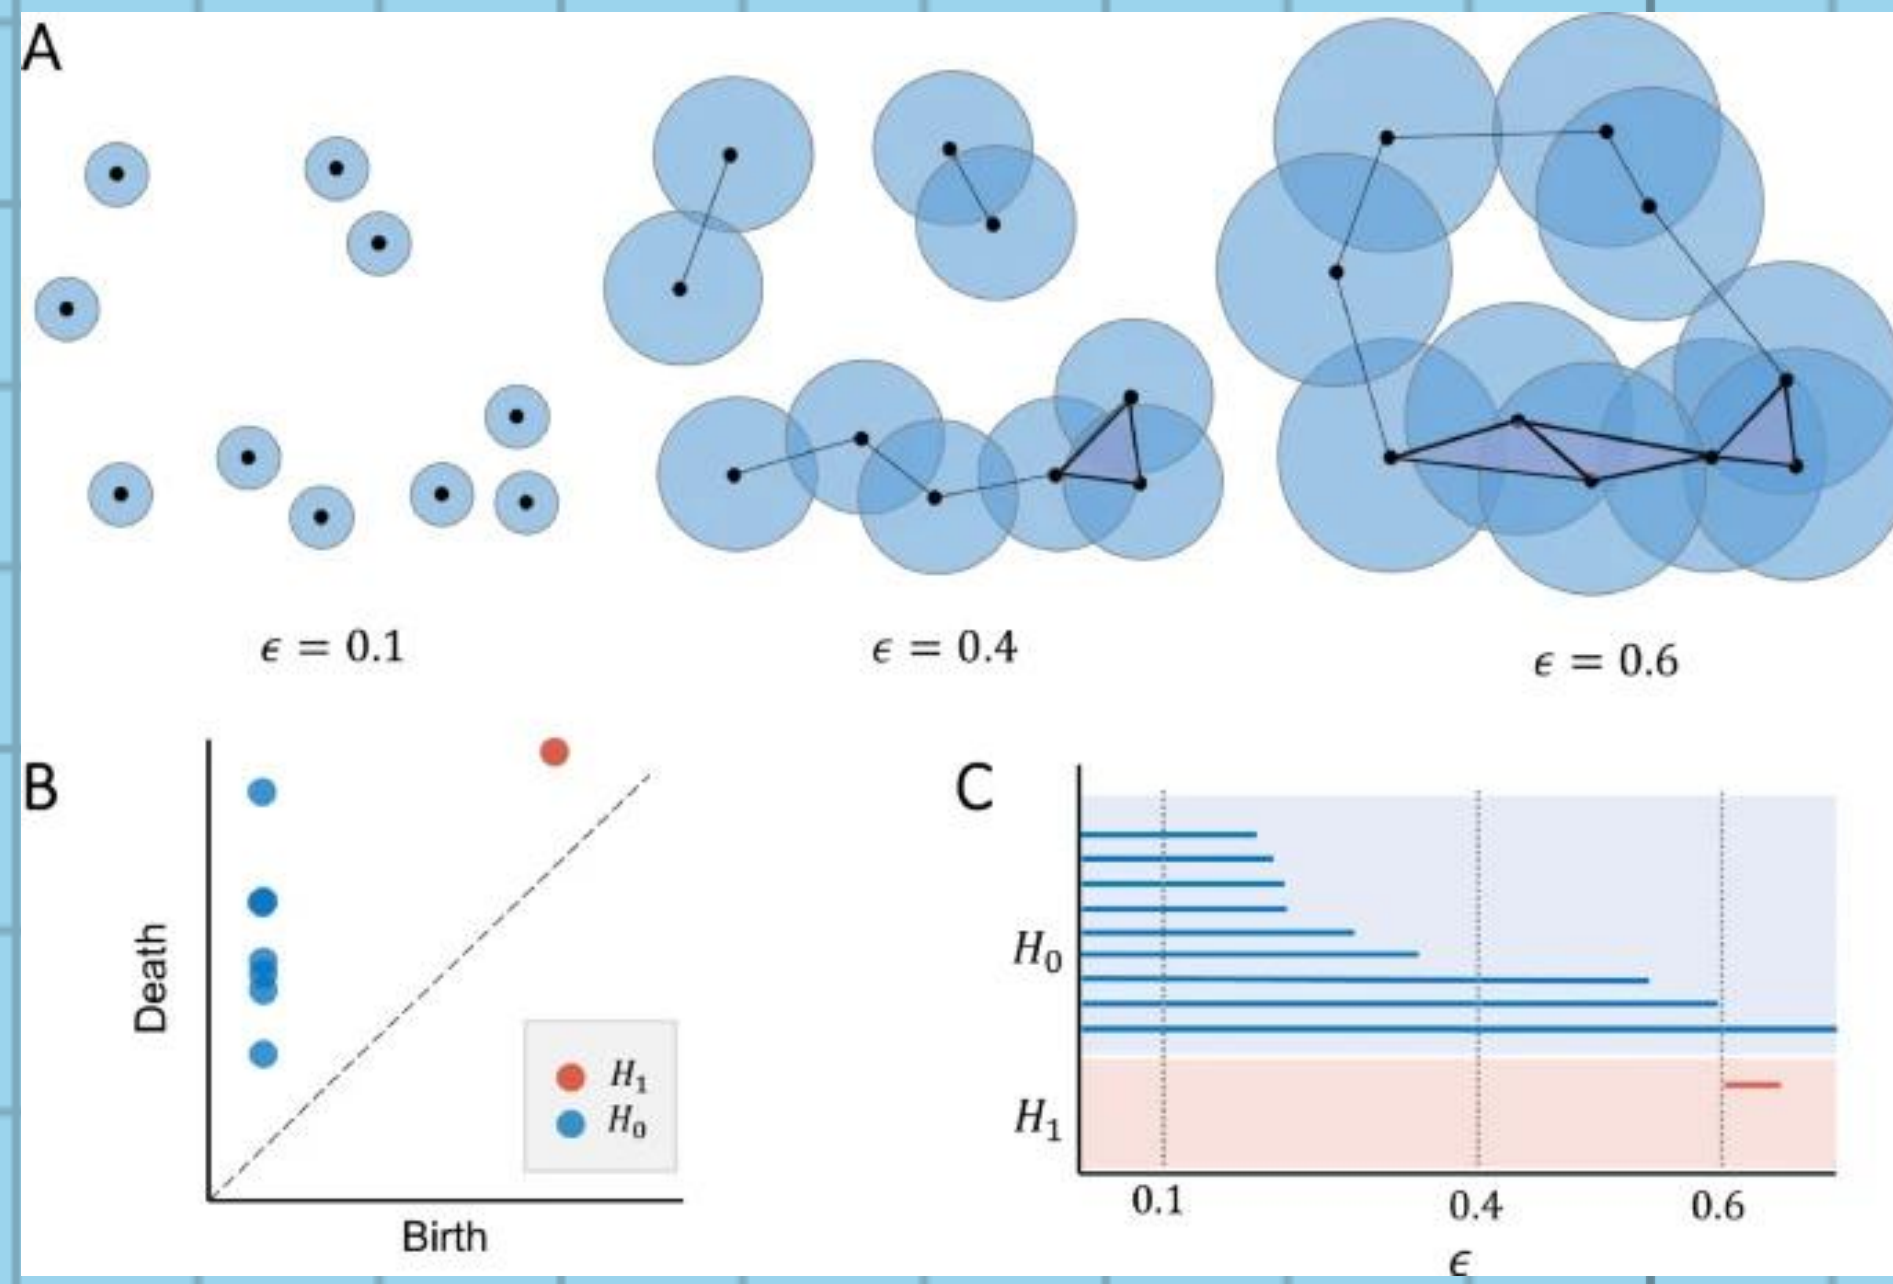 A
ϵ = 0.1
ϵ = 0.4
ϵ = 0.6
B
Death
Birth
H₁
H₀
C
H₀
H₁
0.1
0.4
0.6
ϵ